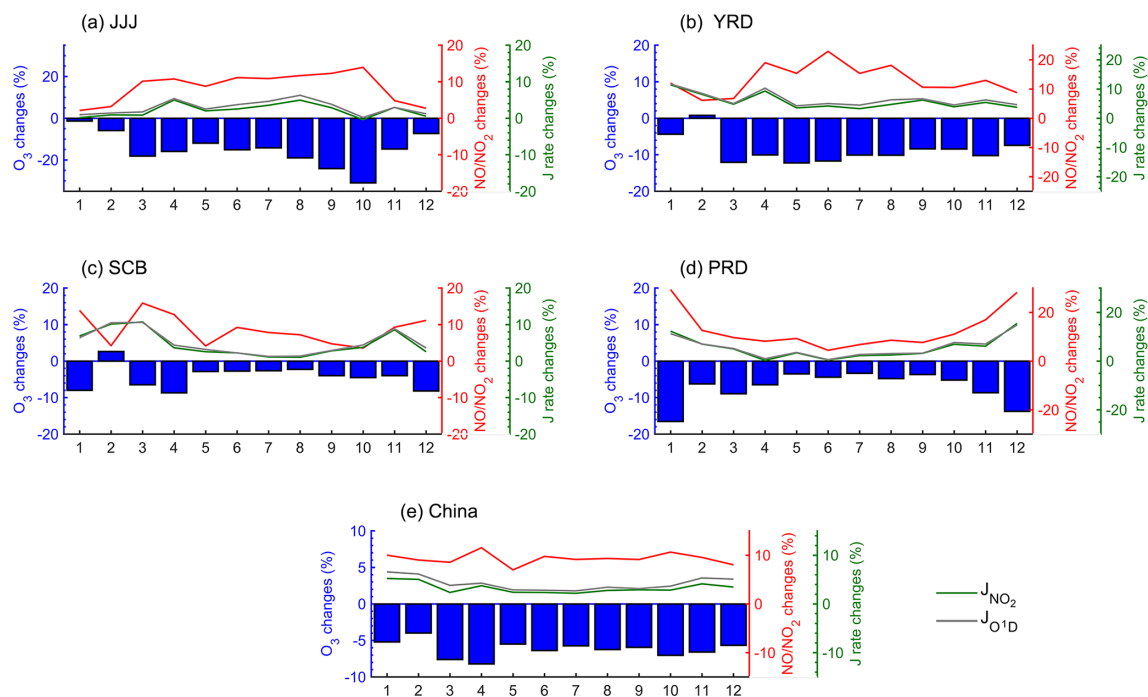 (a) JJJ
O₃ changes (%)
20
0
-20
1 2 3 4 5 6 7 8 9 10 11 12
20
10
0
-10
-20
NO/NO₂ changes (%)
20
10
0
-10
-20
J rate changes (%)
(b) YRD
O₃ changes (%)
20
10
0
-10
-20
1 2 3 4 5 6 7 8 9 10 11 12
20
10
0
-10
-20
NO/NO₂ changes (%)
20
10
0
-10
-20
J rate changes (%)
(c) SCB
O₃ changes (%)
20
10
0
-10
-20
1 2 3 4 5 6 7 8 9 10 11 12
20
10
0
-10
-20
NO/NO₂ changes (%)
20
10
0
-10
-20
J rate changes (%)
(d) PRD
O₃ changes (%)
20
10
0
-10
-20
1 2 3 4 5 6 7 8 9 10 11 12
20
0
-20
NO/NO₂ changes (%)
20
0
-20
J rate changes (%)
(e) China
O₃ changes (%)
10
5
0
-5
-10
1 2 3 4 5 6 7 8 9 10 11 12
10
0
-10
NO/NO₂ changes (%)
10
0
-10
J rate changes (%)
J NO₂
J O¹D